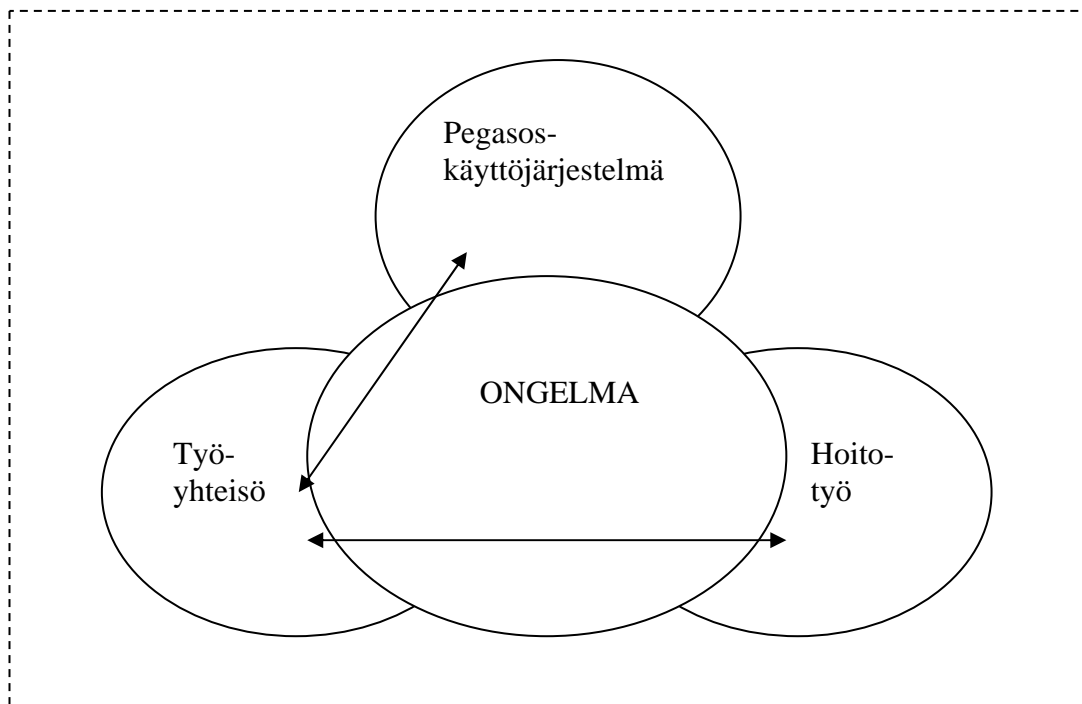 Pegasos-
käyttöjärjestelmä
ONGELMA
Työ-
yhteisö
Hoito-
työ